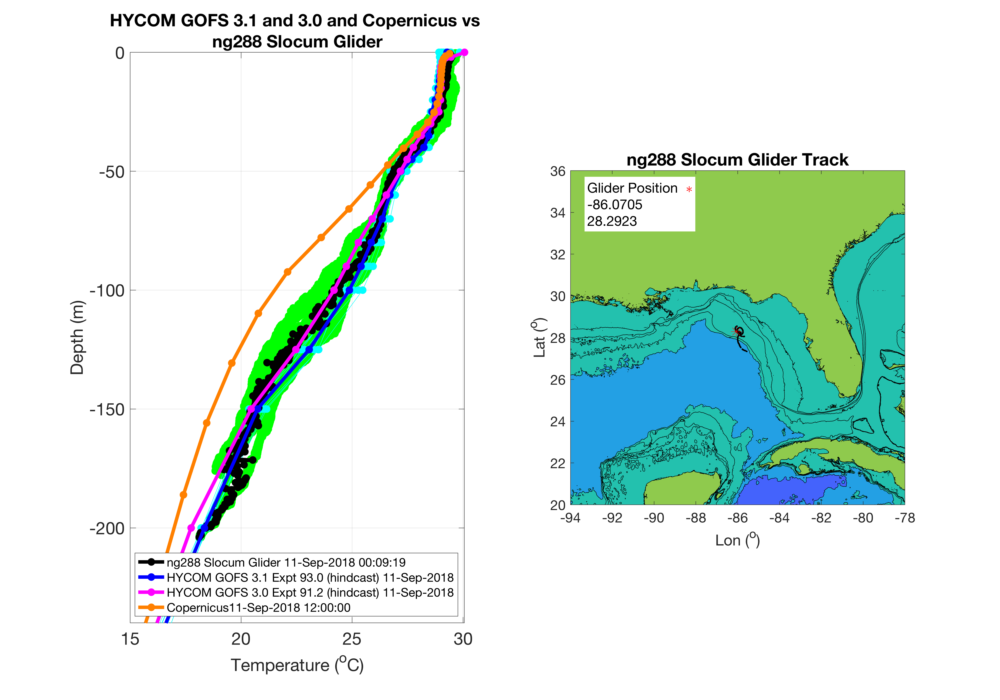 HYCOM GOFS 3.1 and 3.0 and Copernicus vs
ng288 Slocum Glider
0
-50
-100
-150
-200
Depth (m)
15 20 25 30
Temperature (°C)
ng288 Slocum Glider 11-Sep-2018 00:09:19
HYCOM GOFS 3.1 Expt 93.0 (hindcast) 11-Sep-2018
HYCOM GOFS 3.0 Expt 91.2 (hindcast) 11-Sep-2018
Copernicus11-Sep-2018 12:00:00
ng288 Slocum Glider Track
Glider Position *
-86.0705
28.2923
36
34
32
30
28
26
24
22
20
Lat (°)
-94 -92 -90 -88 -86 -84 -82 -80 -78
Lon (°)